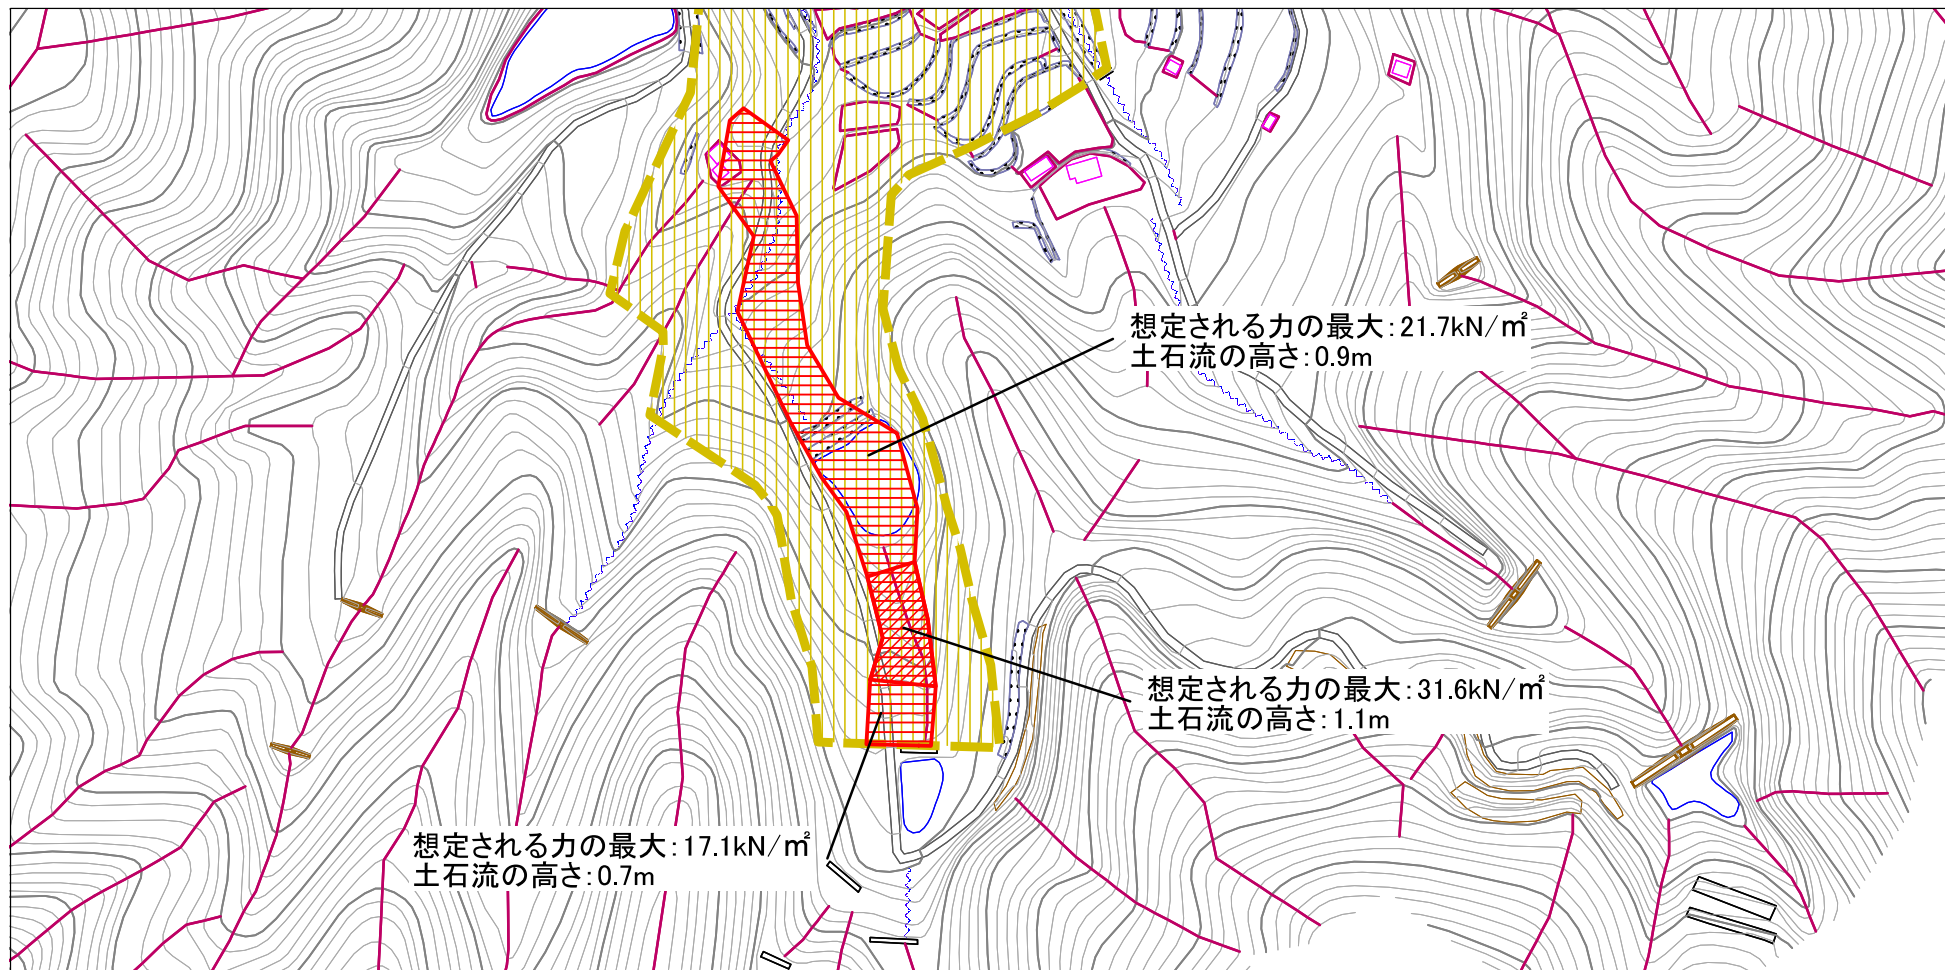 想定される力の最大:21.7kN/㎡
土石流の高さ:0.9m
想定される力の最大:31.6kN/㎡
土石流の高さ:1.1m
想定される力の最大:17.1kN/㎡
土石流の高さ:0.7m